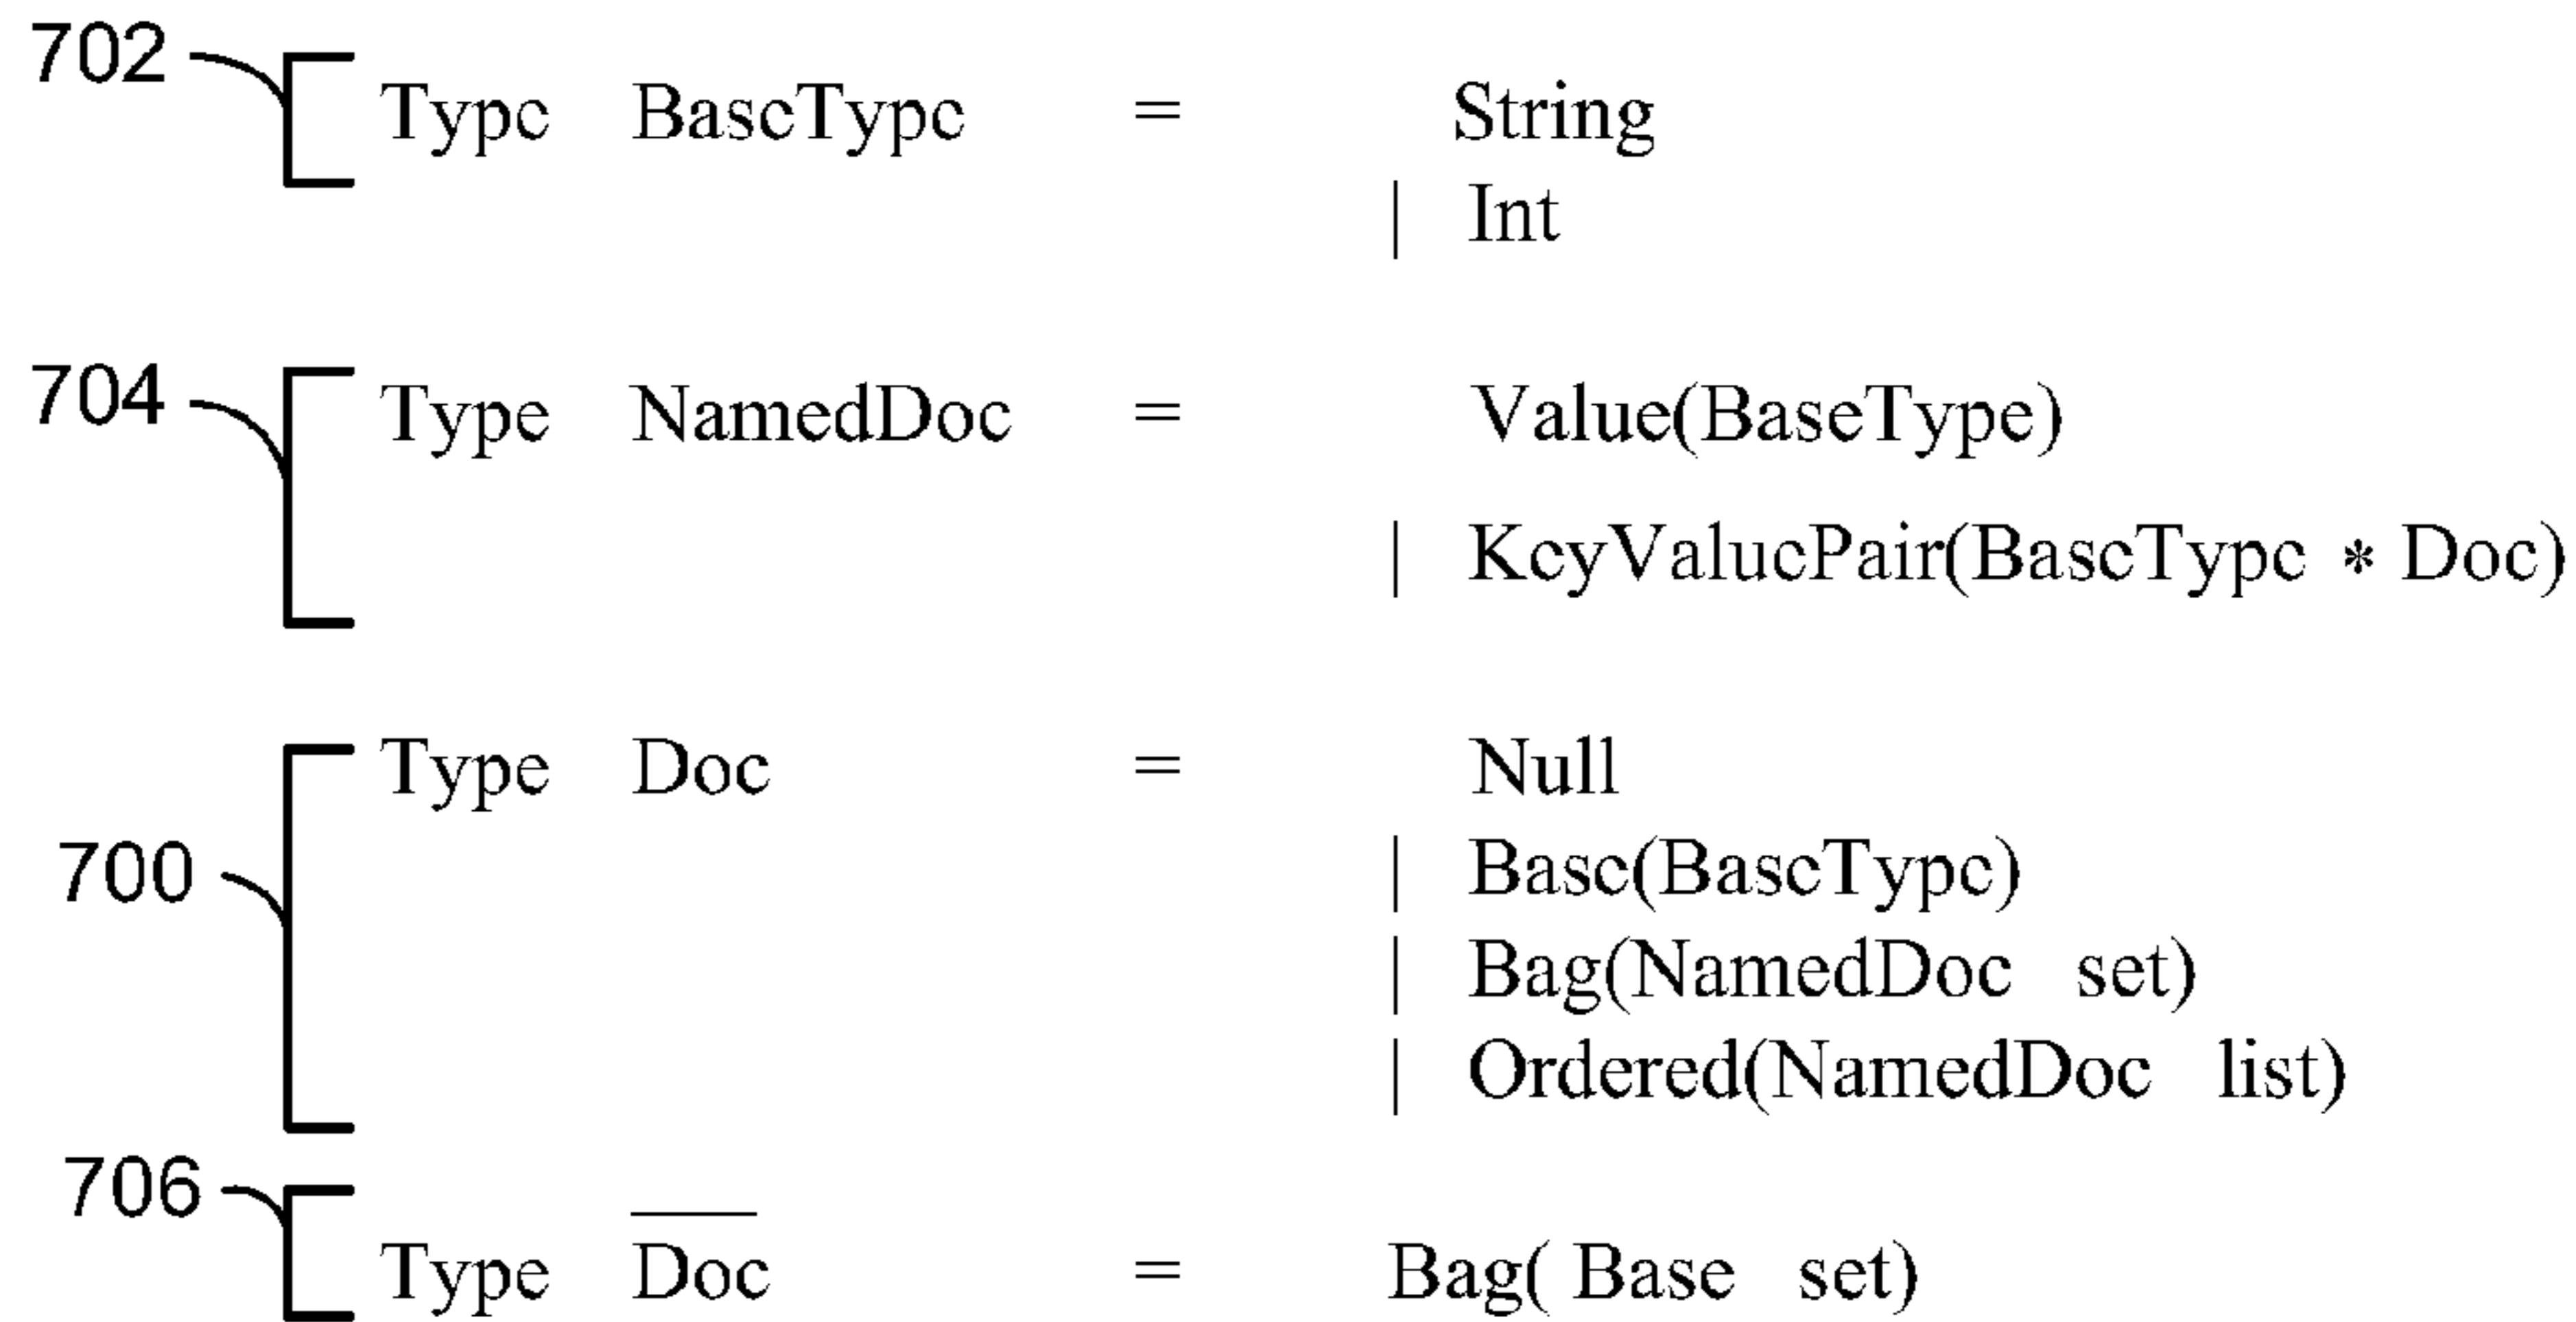 702 Type BaseType = String
| Int
704 Type NamedDoc = Value(BaseType)
| KeyValuePair(BaseType * Doc)
Type Doc = Null
700 | Base(BaseType)
| Bag(NamedDoc set)
| Ordered(NamedDoc list)
706 Type D̅o̅c̅ = Bag( Base set)